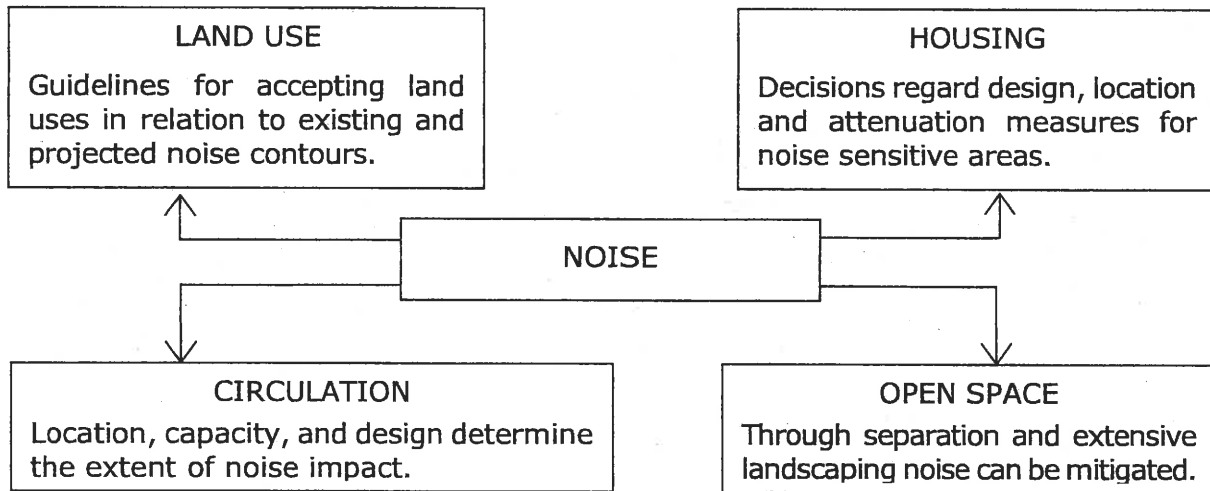 LAND USE
Guidelines for accepting land
uses in relation to existing and
projected noise contours.
HOUSING
Decisions regard design, location
and attenuation measures for
noise sensitive areas.
NOISE
CIRCULATION
Location, capacity, and design determine
the extent of noise impact.
OPEN SPACE
Through separation and extensive
landscaping noise can be mitigated.